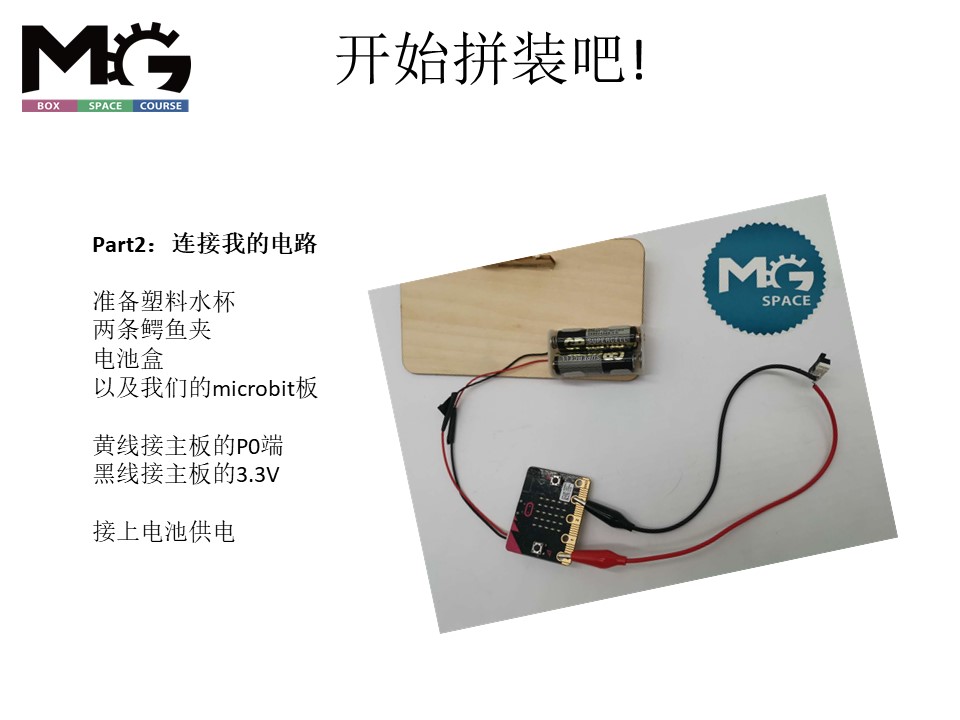 MG
BOX SPACE COURSE
开始拼装吧!
Part2：连接我的电路
准备塑料水杯
两条鳄鱼夹
电池盒
以及我们的microbit板
黄线接主板的P0端
黑线接主板的3.3V
接上电池供电
MG
SPACE
GP SUPERCELL
GP